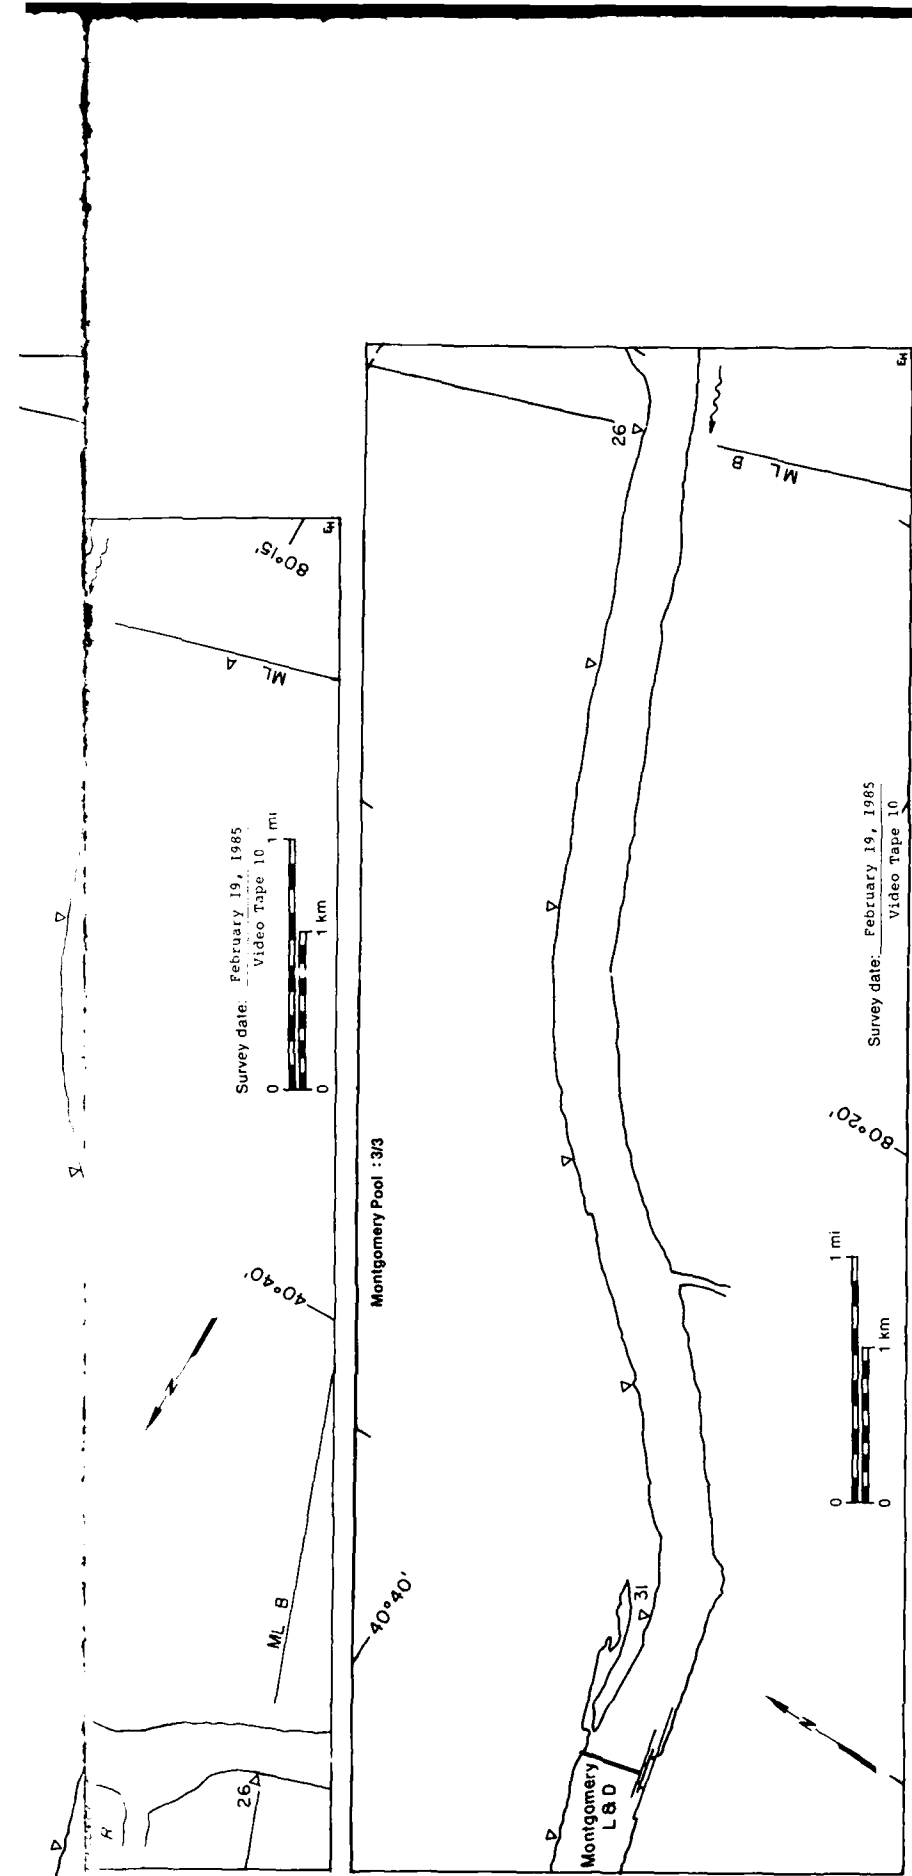 80°15'
ML A
Survey date: February 19, 1985
Video Tape 10
0 1 mi
0 1 km
40°40'
N
ML B
26
R
EH
Montgomery Pool : 3/3
26
ML B
EH
Survey date: February 19, 1985
Video Tape 10
80°20'
0 1 mi
0 1 km
40°40'
31
N
Montgomery
L & D